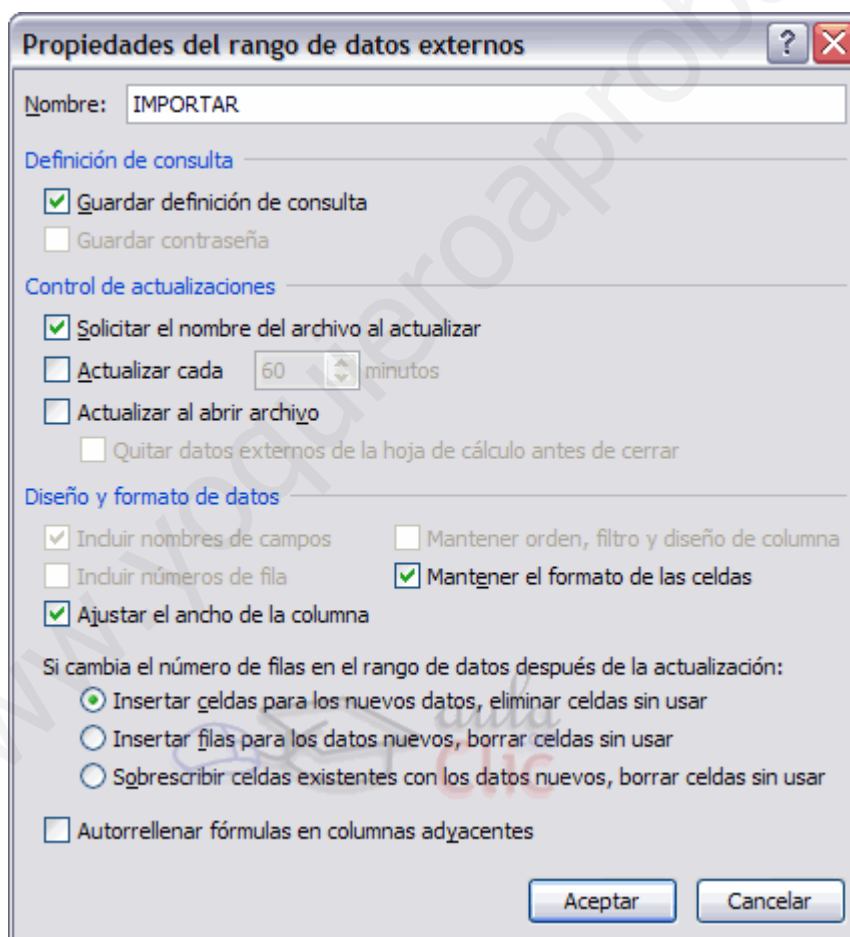 Propiedades del rango de datos externos
Nombre: IMPORTAR
Definición de consulta
Guardar definición de consulta
Guardar contraseña
Control de actualizaciones
Solicitar el nombre del archivo al actualizar
Actualizar cada 60 minutos
Actualizar al abrir archivo
Quitar datos externos de la hoja de cálculo antes de cerrar
Diseño y formato de datos
Incluir nombres de campos Mantener orden, filtro y diseño de columna
Incluir números de fila Mantener el formato de las celdas
Ajustar el ancho de la columna
Si cambia el número de filas en el rango de datos después de la actualización:
Insertar celdas para los nuevos datos, eliminar celdas sin usar
Insertar filas para los datos nuevos, borrar celdas sin usar
Sobrescribir celdas existentes con los datos nuevos, borrar celdas sin usar
Autorrellenar fórmulas en columnas adyacentes
Aceptar Cancelar
aula
Clic
www.yoquieroaprob